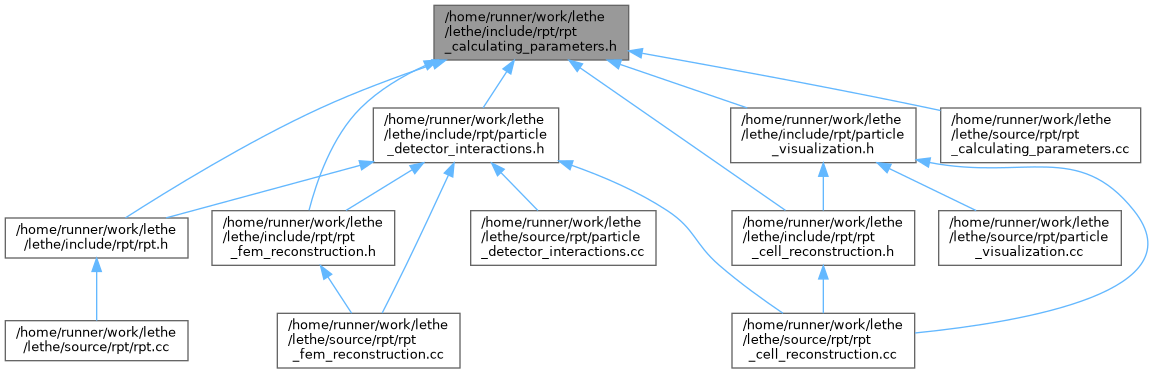 /home/runner/work/lethe
/lethe/include/rpt/rpt
_calculating_parameters.h
/home/runner/work/lethe
/lethe/include/rpt/particle
_detector_interactions.h
/home/runner/work/lethe
/lethe/include/rpt/particle
_visualization.h
/home/runner/work/lethe
/lethe/source/rpt/rpt
_calculating_parameters.cc
/home/runner/work/lethe
/lethe/include/rpt/rpt.h
/home/runner/work/lethe
/lethe/include/rpt/rpt
_fem_reconstruction.h
/home/runner/work/lethe
/lethe/source/rpt/particle
_detector_interactions.cc
/home/runner/work/lethe
/lethe/include/rpt/rpt
_cell_reconstruction.h
/home/runner/work/lethe
/lethe/source/rpt/particle
_visualization.cc
/home/runner/work/lethe
/lethe/source/rpt/rpt.cc
/home/runner/work/lethe
/lethe/source/rpt/rpt
_fem_reconstruction.cc
/home/runner/work/lethe
/lethe/source/rpt/rpt
_cell_reconstruction.cc